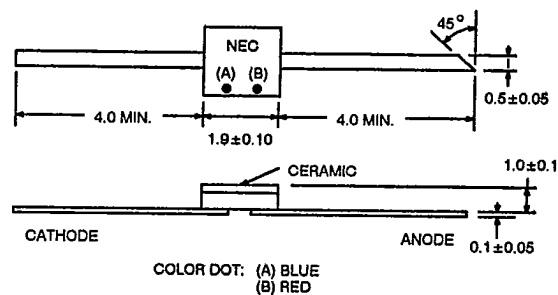 45°
NEC
(A) (B)
0.5±0.05
4.0 MIN.
4.0 MIN.
1.9±0.10
CERAMIC
1.0±0.1
CATHODE
ANODE
0.1±0.05
COLOR DOT: (A) BLUE
(B) RED